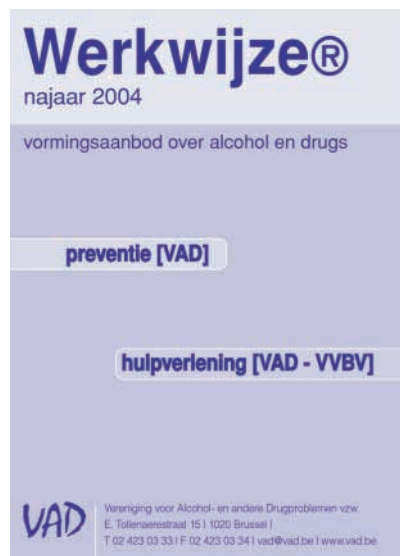 Werkwijze®
najaar 2004
vormingsaanbod over alcohol en drugs
preventie [VAD]
hulpverlening [VAD - VVBV]
VAD
Vereniging voor Alcohol- en andere Drugproblemen vzw
E. Tollenaerestraat 15 I 1020 Brussel I
T 02 423 03 33 I F 02 423 03 34 I vad@vad.be I www.vad.be